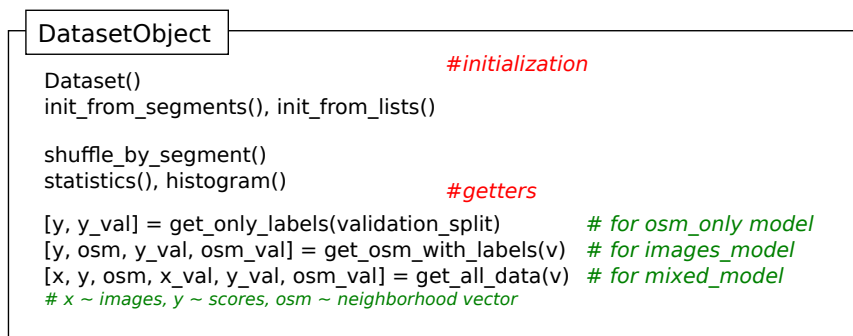 DatasetObject
#initialization
Dataset()
init_from_segments(), init_from_lists()
shuffle_by_segment()
statistics(), histogram()
#getters
[y, y_val] = get_only_labels(validation_split) # for osm_only model
[y, osm, y_val, osm_val] = get_osm_with_labels(v) # for images_model
[x, y, osm, x_val, y_val, osm_val] = get_all_data(v) # for mixed_model
# x ~ images, y ~ scores, osm ~ neighborhood vector